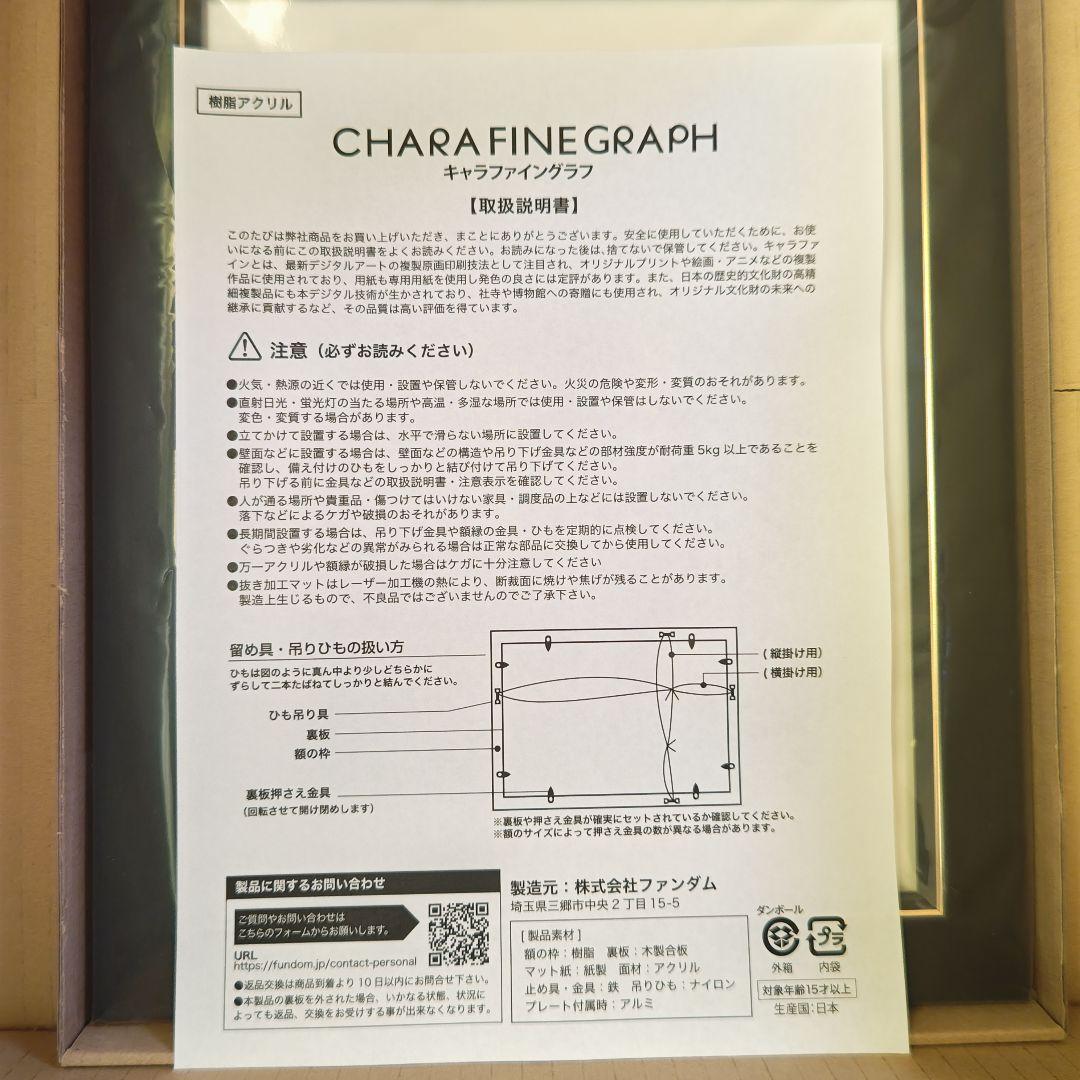 樹脂アクリル
CHARA FINE GRAPH
キャラファイングラフ
【取扱説明書】
このたびは弊社商品をお買い上げいただき、まことにありがとうございます。安全に使用していただくために、お使
いになる前にこの取扱説明書をよくお読みください。お読みになった後は、捨てないで保管してください。キャラファ
インとは、最新デジタルアートの複製原画印刷技法として注目され、オリジナルプリントや絵画・アニメなどの複製
作品に使用されており、用紙も専用用紙を使用し発色の良さには定評があります。また、日本の歴史的文化財の高精
細複製品にも本デジタル技術が生かされており、社寺や博物館への寄贈にも使用され、オリジナル文化財の未来への
継承に貢献するなど、その品質は高い評価を得ています。
注意（必ずお読みください）
●火気・熱源の近くでは使用・設置や保管しないでください。火災の危険や変形・変質のおそれがあります。
●直射日光・蛍光灯の当たる場所や高温・多湿な場所では使用・設置や保管はしないでください。
変色・変質する場合があります。
●立てかけて設置する場合は、水平で滑らない場所に設置してください。
●壁面などに設置する場合は、壁面などの構造や吊り下げ金具などの部材強度が耐荷重5kg以上であることを
確認し、備え付けのひもをしっかりと結び付けて吊り下げてください。
吊り下げる前に金具などの取扱説明書・注意表示を確認してください。
●人が通る場所や貴重品・傷つけてはいけない家具・調度品の上などには設置しないでください。
落下などによるケガや破損のおそれがあります。
●長期間設置する場合は、吊り下げ金具や額縁の金具・ひもを定期的に点検してください。
ぐらつきや劣化などの異常がみられる場合は正常な部品に交換してから使用してください。
●万一アクリルや額縁が破損した場合はケガに十分注意してください
●抜き加工マットはレーザー加工機の熱により、断裁面に焼けや焦げが残ることがあります。
製造上生じるもので、不良品ではございませんのでご了承下さい。
留め具・吊りひもの扱い方
ひもは図のように真ん中より少しどちらかに
ずらして二本たばねてしっかりと結んでください。
(縦掛け用)
(横掛け用)
ひも吊り具
裏板
額の枠
裏板押さえ金具
(回転させて開け閉めします)
※裏板や押さえ金具が確実にセットされているか確認してください。
※額のサイズによって押さえ金具の数が異なる場合があります。
製品に関するお問い合わせ
ご質問やお問い合わせは
こちらのフォームからお願いします。
URL
https://fundom.jp/contact-personal
●返品交換は商品到着より10日以内にお問合せ下さい。
●本製品の裏板を外された場合、いかなる状態、状況に
よっても返品、交換をお受けする事が出来なくなります。
製造元：株式会社ファンダム
埼玉県三郷市中央2丁目15-5
[製品素材]
額の枠：樹脂 裏板：木製合板
マット紙：紙製 面材：アクリル
止め具・金具：鉄 吊りひも：ナイロン
プレート付属時：アルミ
ダンボール
プラ
外箱 内袋
対象年齢15才以上
生産国：日本